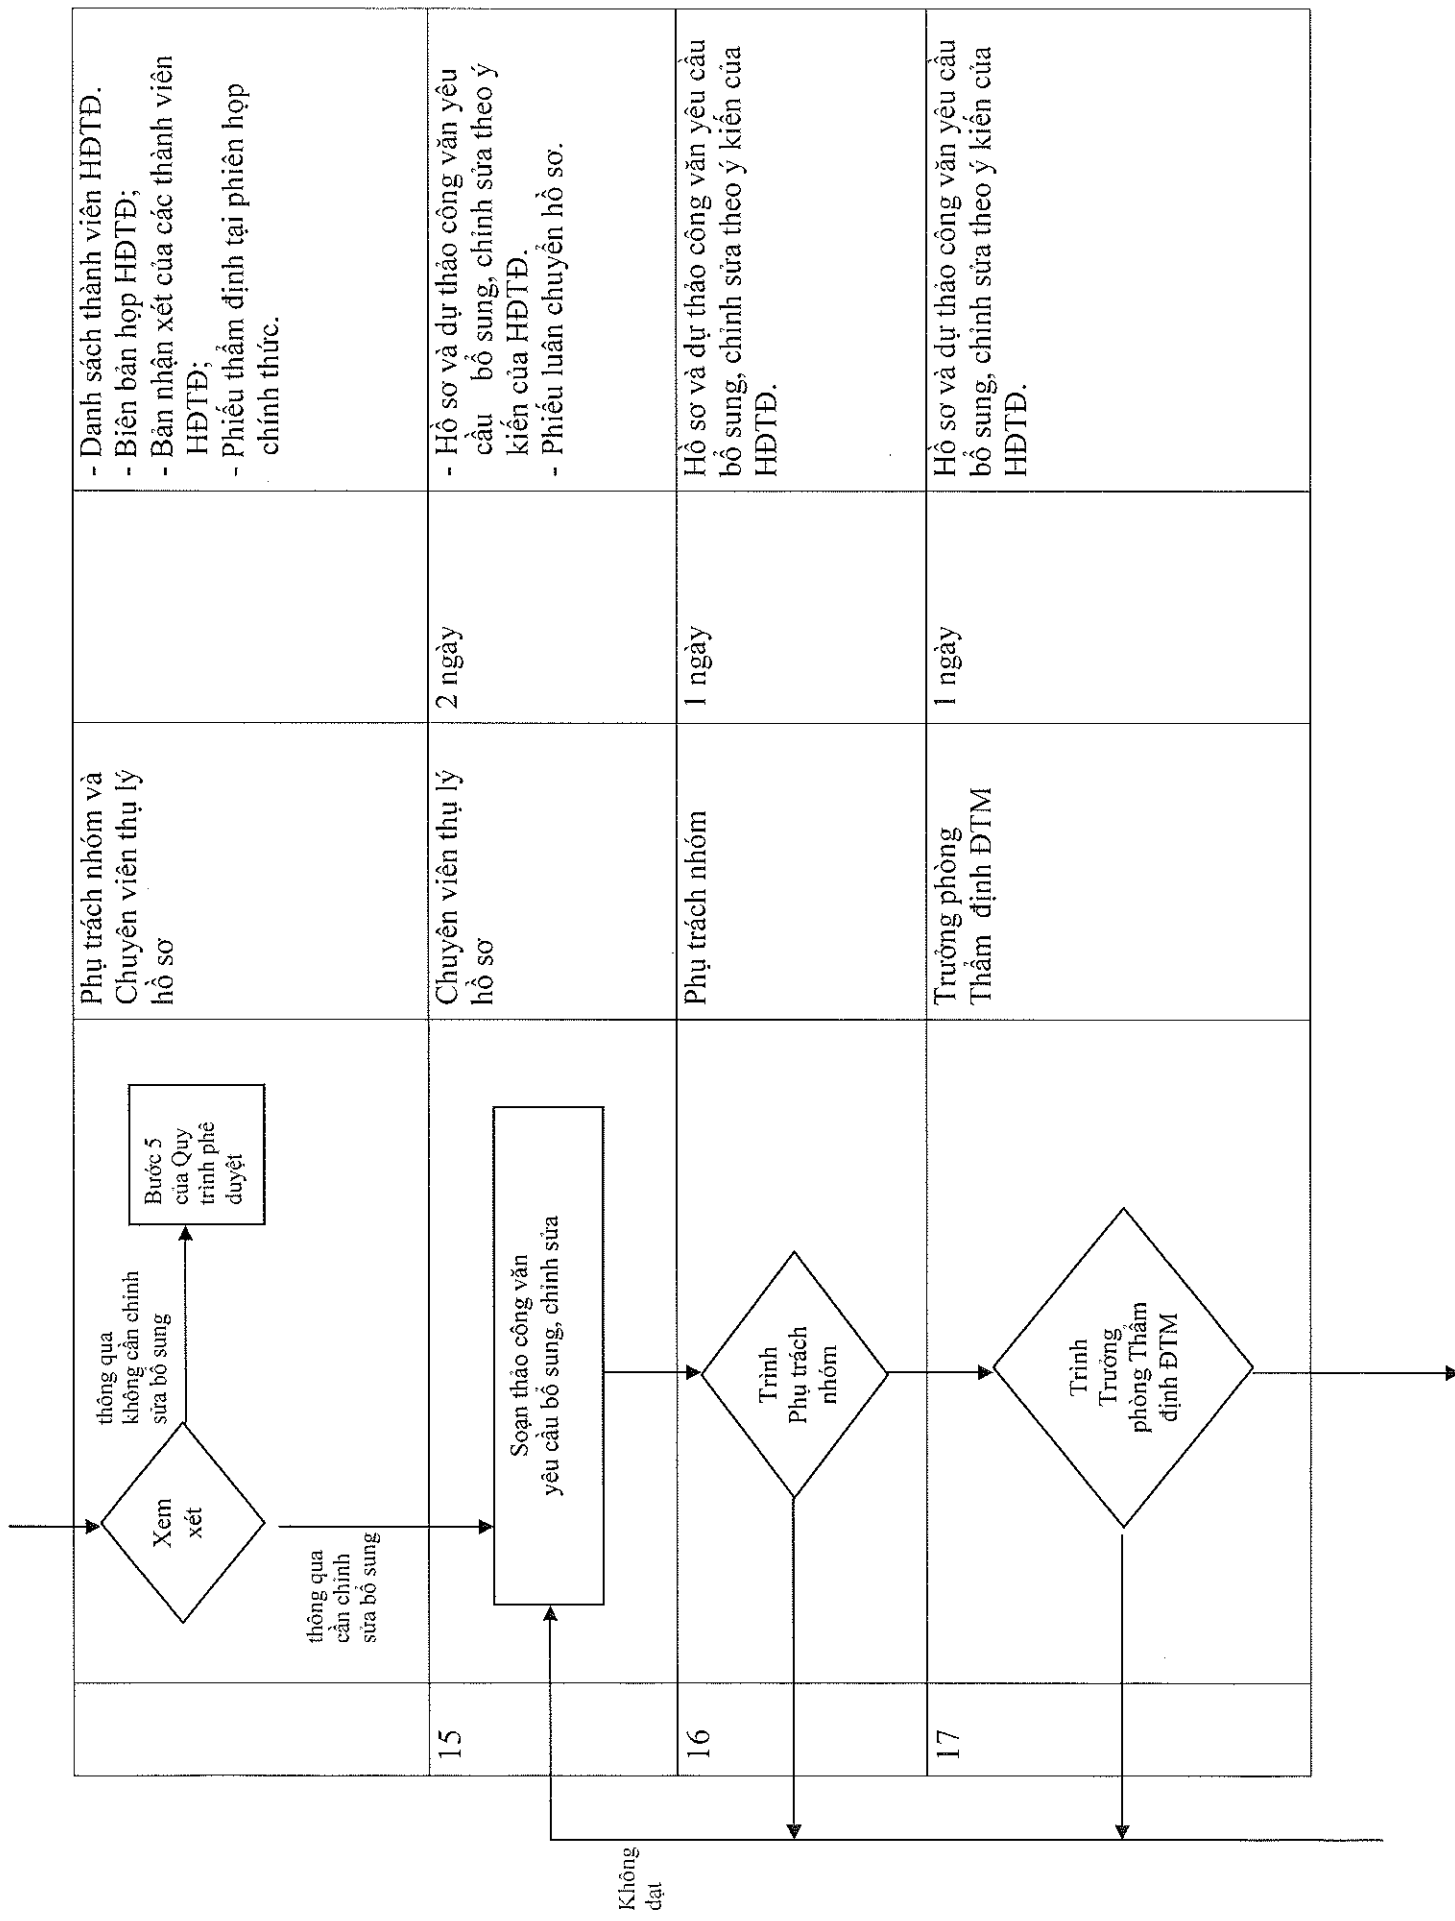 thông qua
không cần chỉnh
sửa bổ sung
Xem
xét
Bước 5
của Quy
trình phê
duyệt
thông qua
cần chỉnh
sửa bổ sung
Phụ trách nhóm và
Chuyên viên thụ lý
hồ sơ
- Danh sách thành viên HĐTĐ.
- Biên bản họp HĐTĐ;
- Bản nhận xét của các thành viên
HĐTĐ;
- Phiếu thẩm định tại phiên họp
chính thức.
15
Soạn thảo công văn
yêu cầu bổ sung, chỉnh sửa
Chuyên viên thụ lý
hồ sơ
2 ngày
- Hồ sơ và dự thảo công văn yêu
cầu bổ sung, chỉnh sửa theo ý
kiến của HĐTĐ.
- Phiếu luân chuyển hồ sơ.
Không
đạt
16
Trình
Phụ trách
nhóm
Phụ trách nhóm
1 ngày
Hồ sơ và dự thảo công văn yêu cầu
bổ sung, chỉnh sửa theo ý kiến của
HĐTĐ.
17
Trình
Trưởng
phòng Thẩm
định ĐTM
Trưởng phòng
Thẩm định ĐTM
1 ngày
Hồ sơ và dự thảo công văn yêu cầu
bổ sung, chỉnh sửa theo ý kiến của
HĐTĐ.